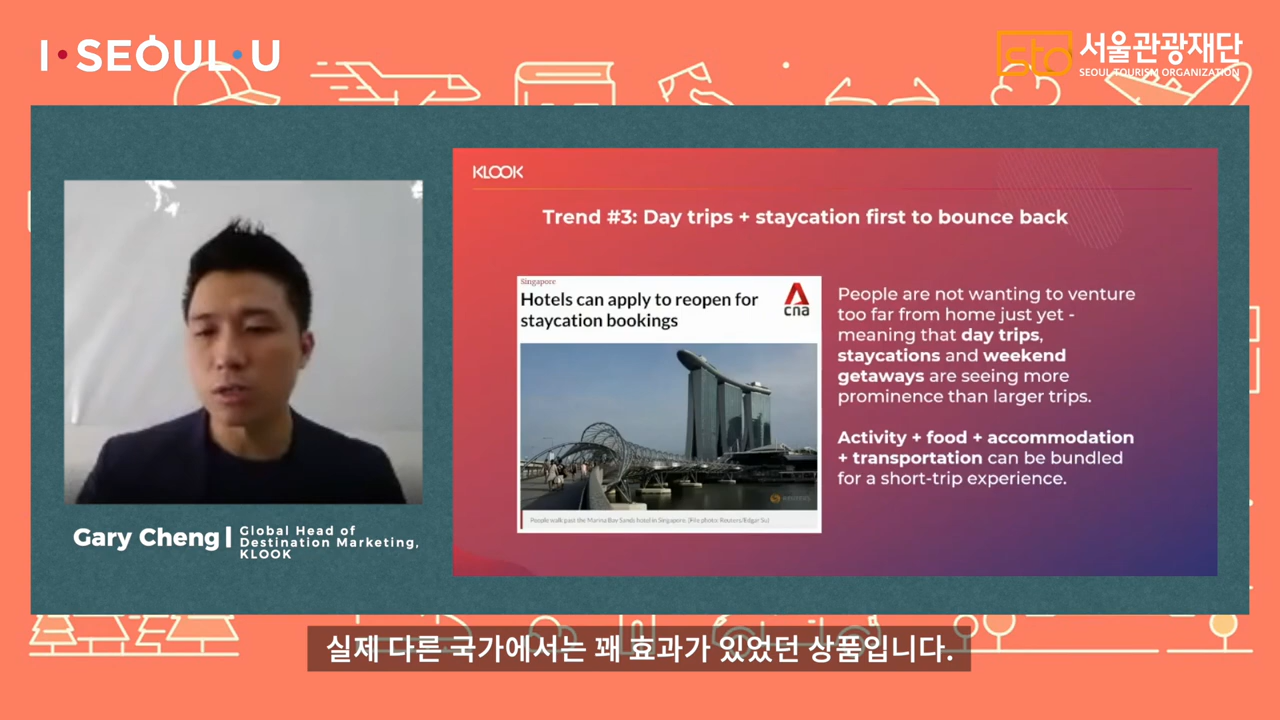 I·SEOUL·U
sto 서울관광재단
SEOUL TOURISM ORGANIZATION
KLOOK
Trend #3: Day trips + staycation first to bounce back
Singapore
Hotels can apply to reopen for
staycation bookings
cna
People walk past the Marina Bay Sands hotel in Singapore. (File photo: Reuters/Edgar Su)
People are not wanting to venture
too far from home just yet -
meaning that day trips,
staycations and weekend
getaways are seeing more
prominence than larger trips.
Activity + food + accommodation
+ transportation can be bundled
for a short-trip experience.
Gary Cheng
Global Head of
Destination Marketing,
KLOOK
실제 다른 국가에서는 꽤 효과가 있었던 상품입니다.